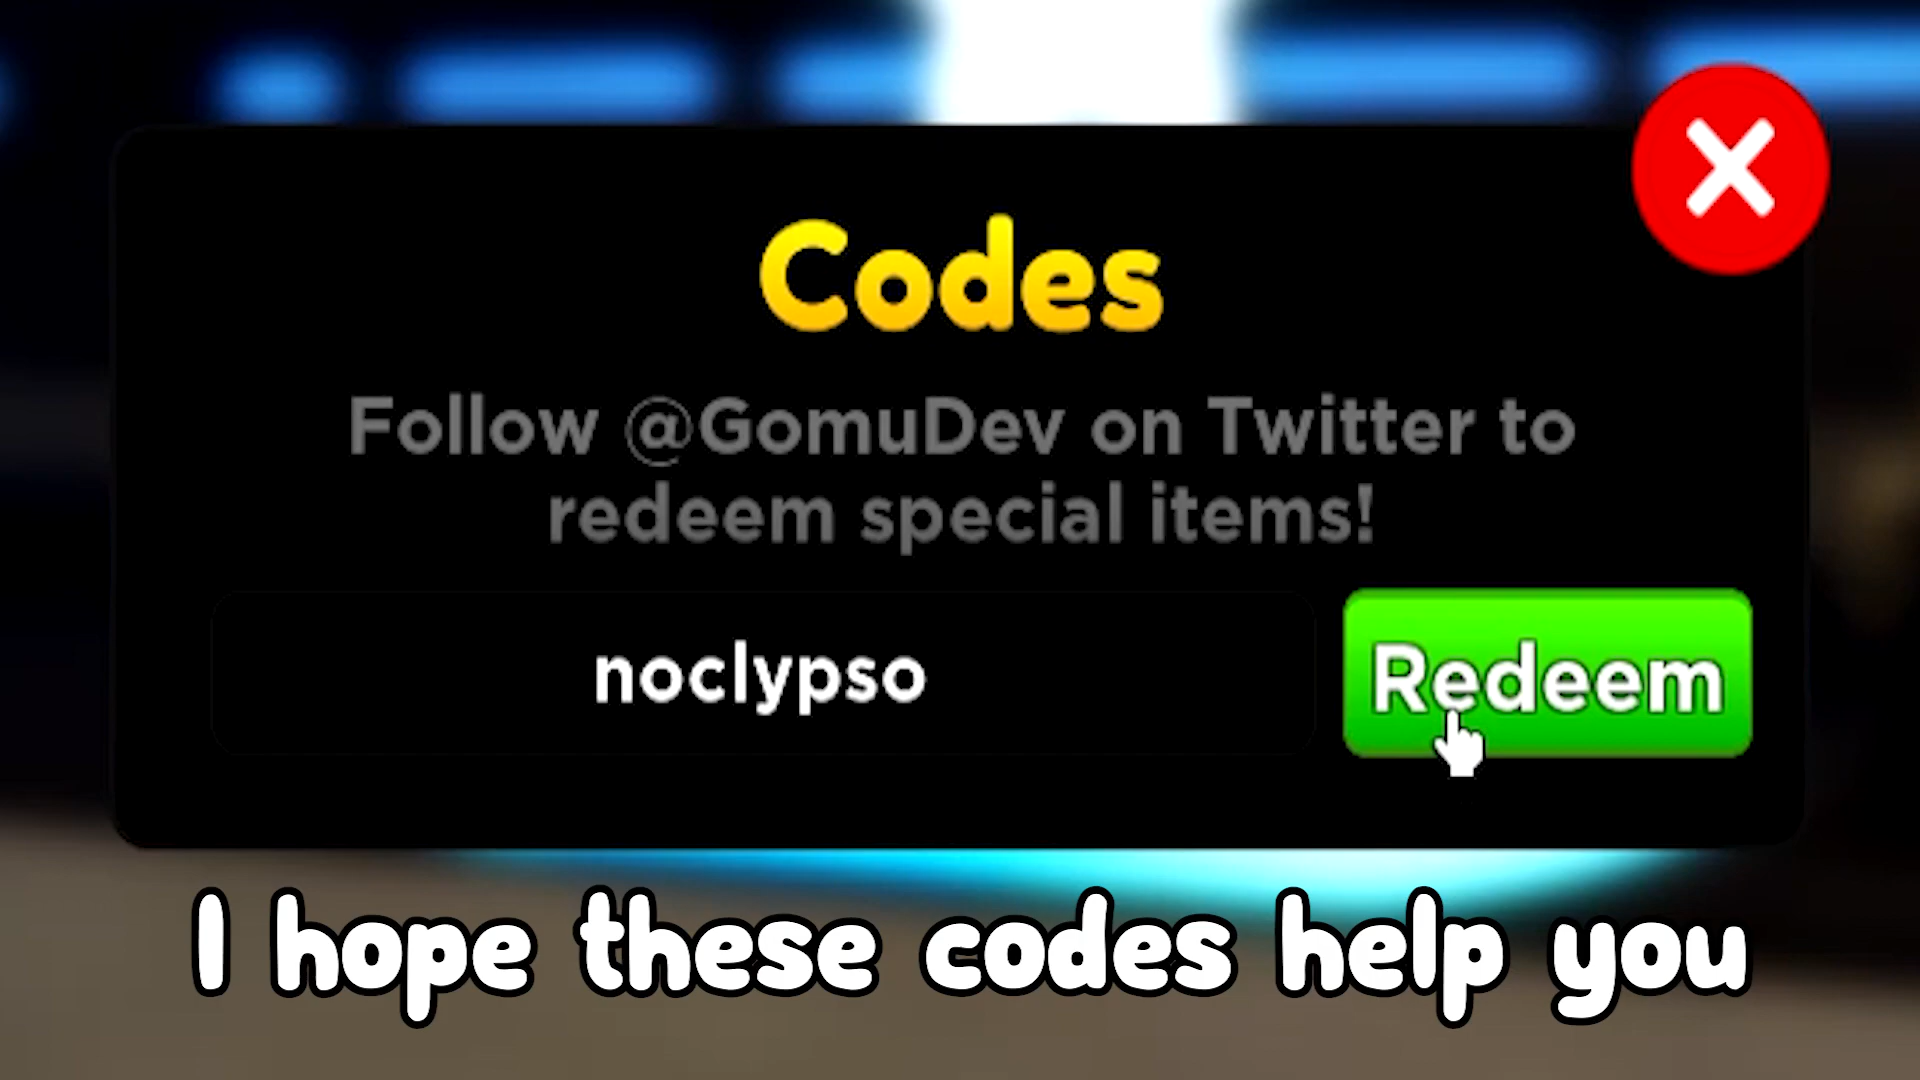 Codes
Follow @GomuDev on Twitter to
redeem special items!
noclypso
Redeem
I hope these codes help you